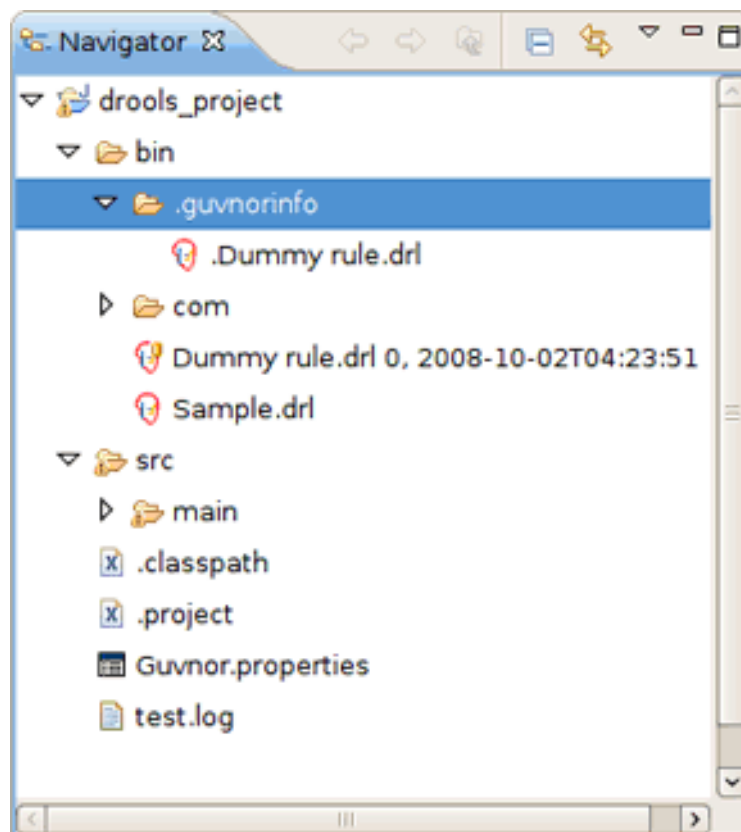 Navigator
drools_project
bin
.guvnorinfo
.Dummy rule.drl
com
Dummy rule.drl 0, 2008-10-02T04:23:51
Sample.drl
src
main
.classpath
.project
Guvnor.properties
test.log